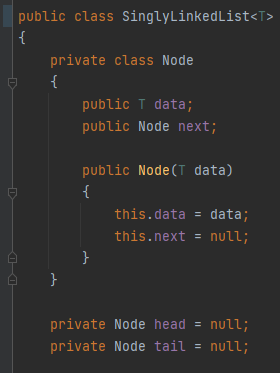 public class SinglyLinkedList<T>
{
    private class Node
    {
        public T data;
        public Node next;

        public Node(T data)
        {
            this.data = data;
            this.next = null;
        }
    }

    private Node head = null;
    private Node tail = null;